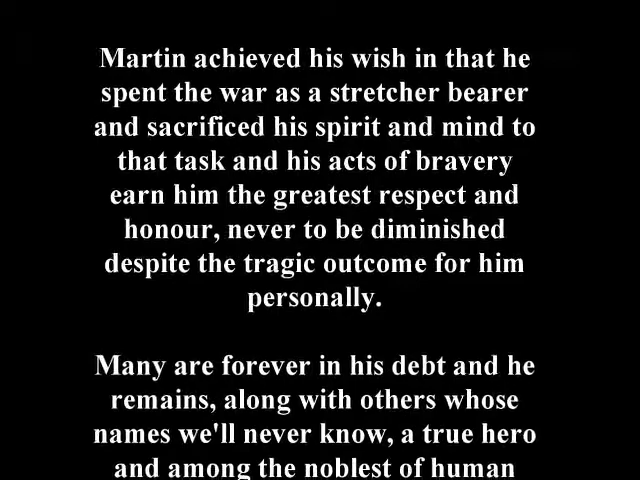 Martin achieved his wish in that he
spent the war as a stretcher bearer
and sacrificed his spirit and mind to
that task and his acts of bravery
earn him the greatest respect and
honour, never to be diminished
despite the tragic outcome for him
personally.
Many are forever in his debt and he
remains, along with others whose
names we'll never know, a true hero
and among the noblest of human